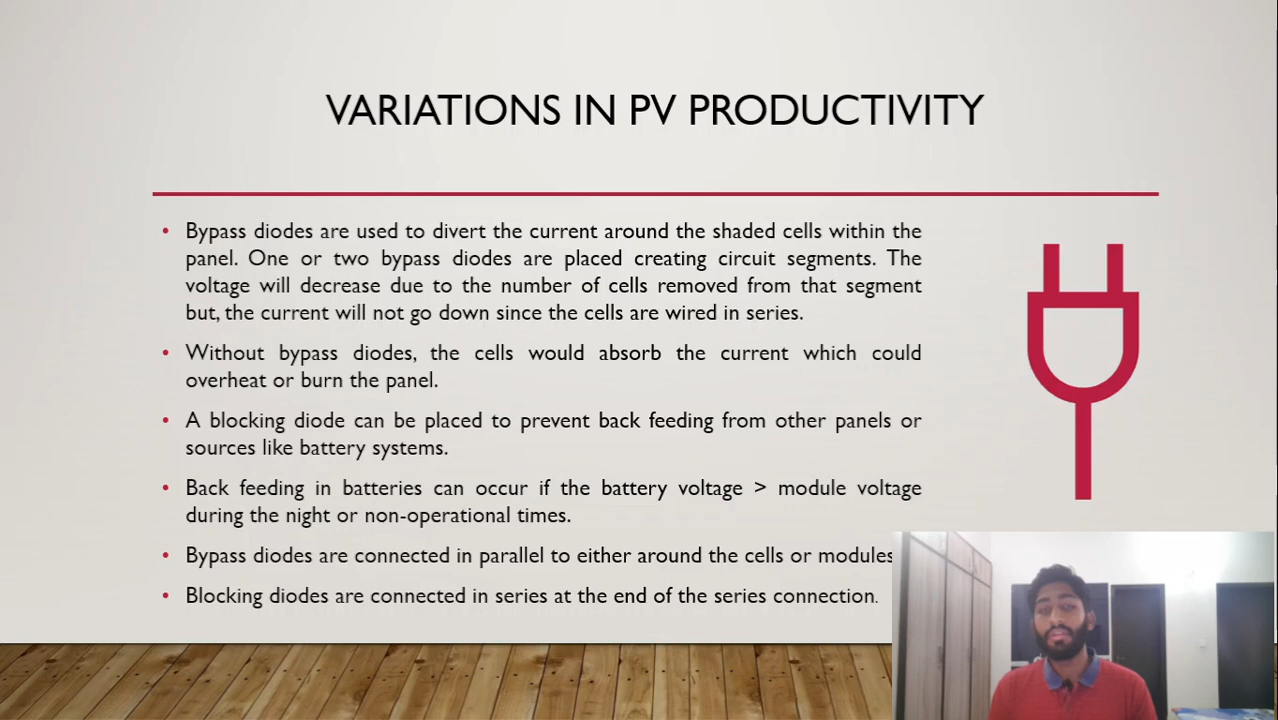 VARIATIONS IN PV PRODUCTIVITY
• Bypass diodes are used to divert the current around the shaded cells within the
panel. One or two bypass diodes are placed creating circuit segments. The
voltage will decrease due to the number of cells removed from that segment
but, the current will not go down since the cells are wired in series.
• Without bypass diodes, the cells would absorb the current which could
overheat or burn the panel.
• A blocking diode can be placed to prevent back feeding from other panels or
sources like battery systems.
• Back feeding in batteries can occur if the battery voltage > module voltage
during the night or non-operational times.
• Bypass diodes are connected in parallel to either around the cells or modules
• Blocking diodes are connected in series at the end of the series connection.